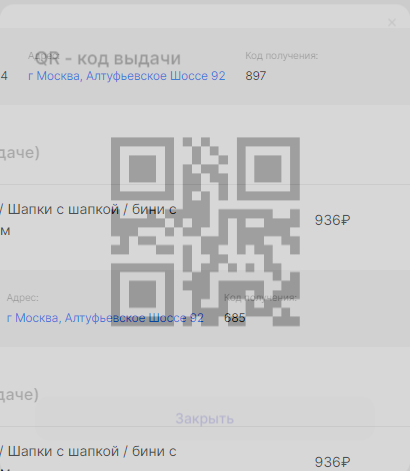 ×
Адрес:
QR - код выдачи
Код получения:
4
г Москва, Алтуфьевское Шоссе 92
897
даче)
/ Шапки с шапкой / бини с
936₽
м
Адрес:
Код получения:
г Москва, Алтуфьевское Шоссе 92
685
даче)
Закрыть
/ Шапки с шапкой / бини с
936₽